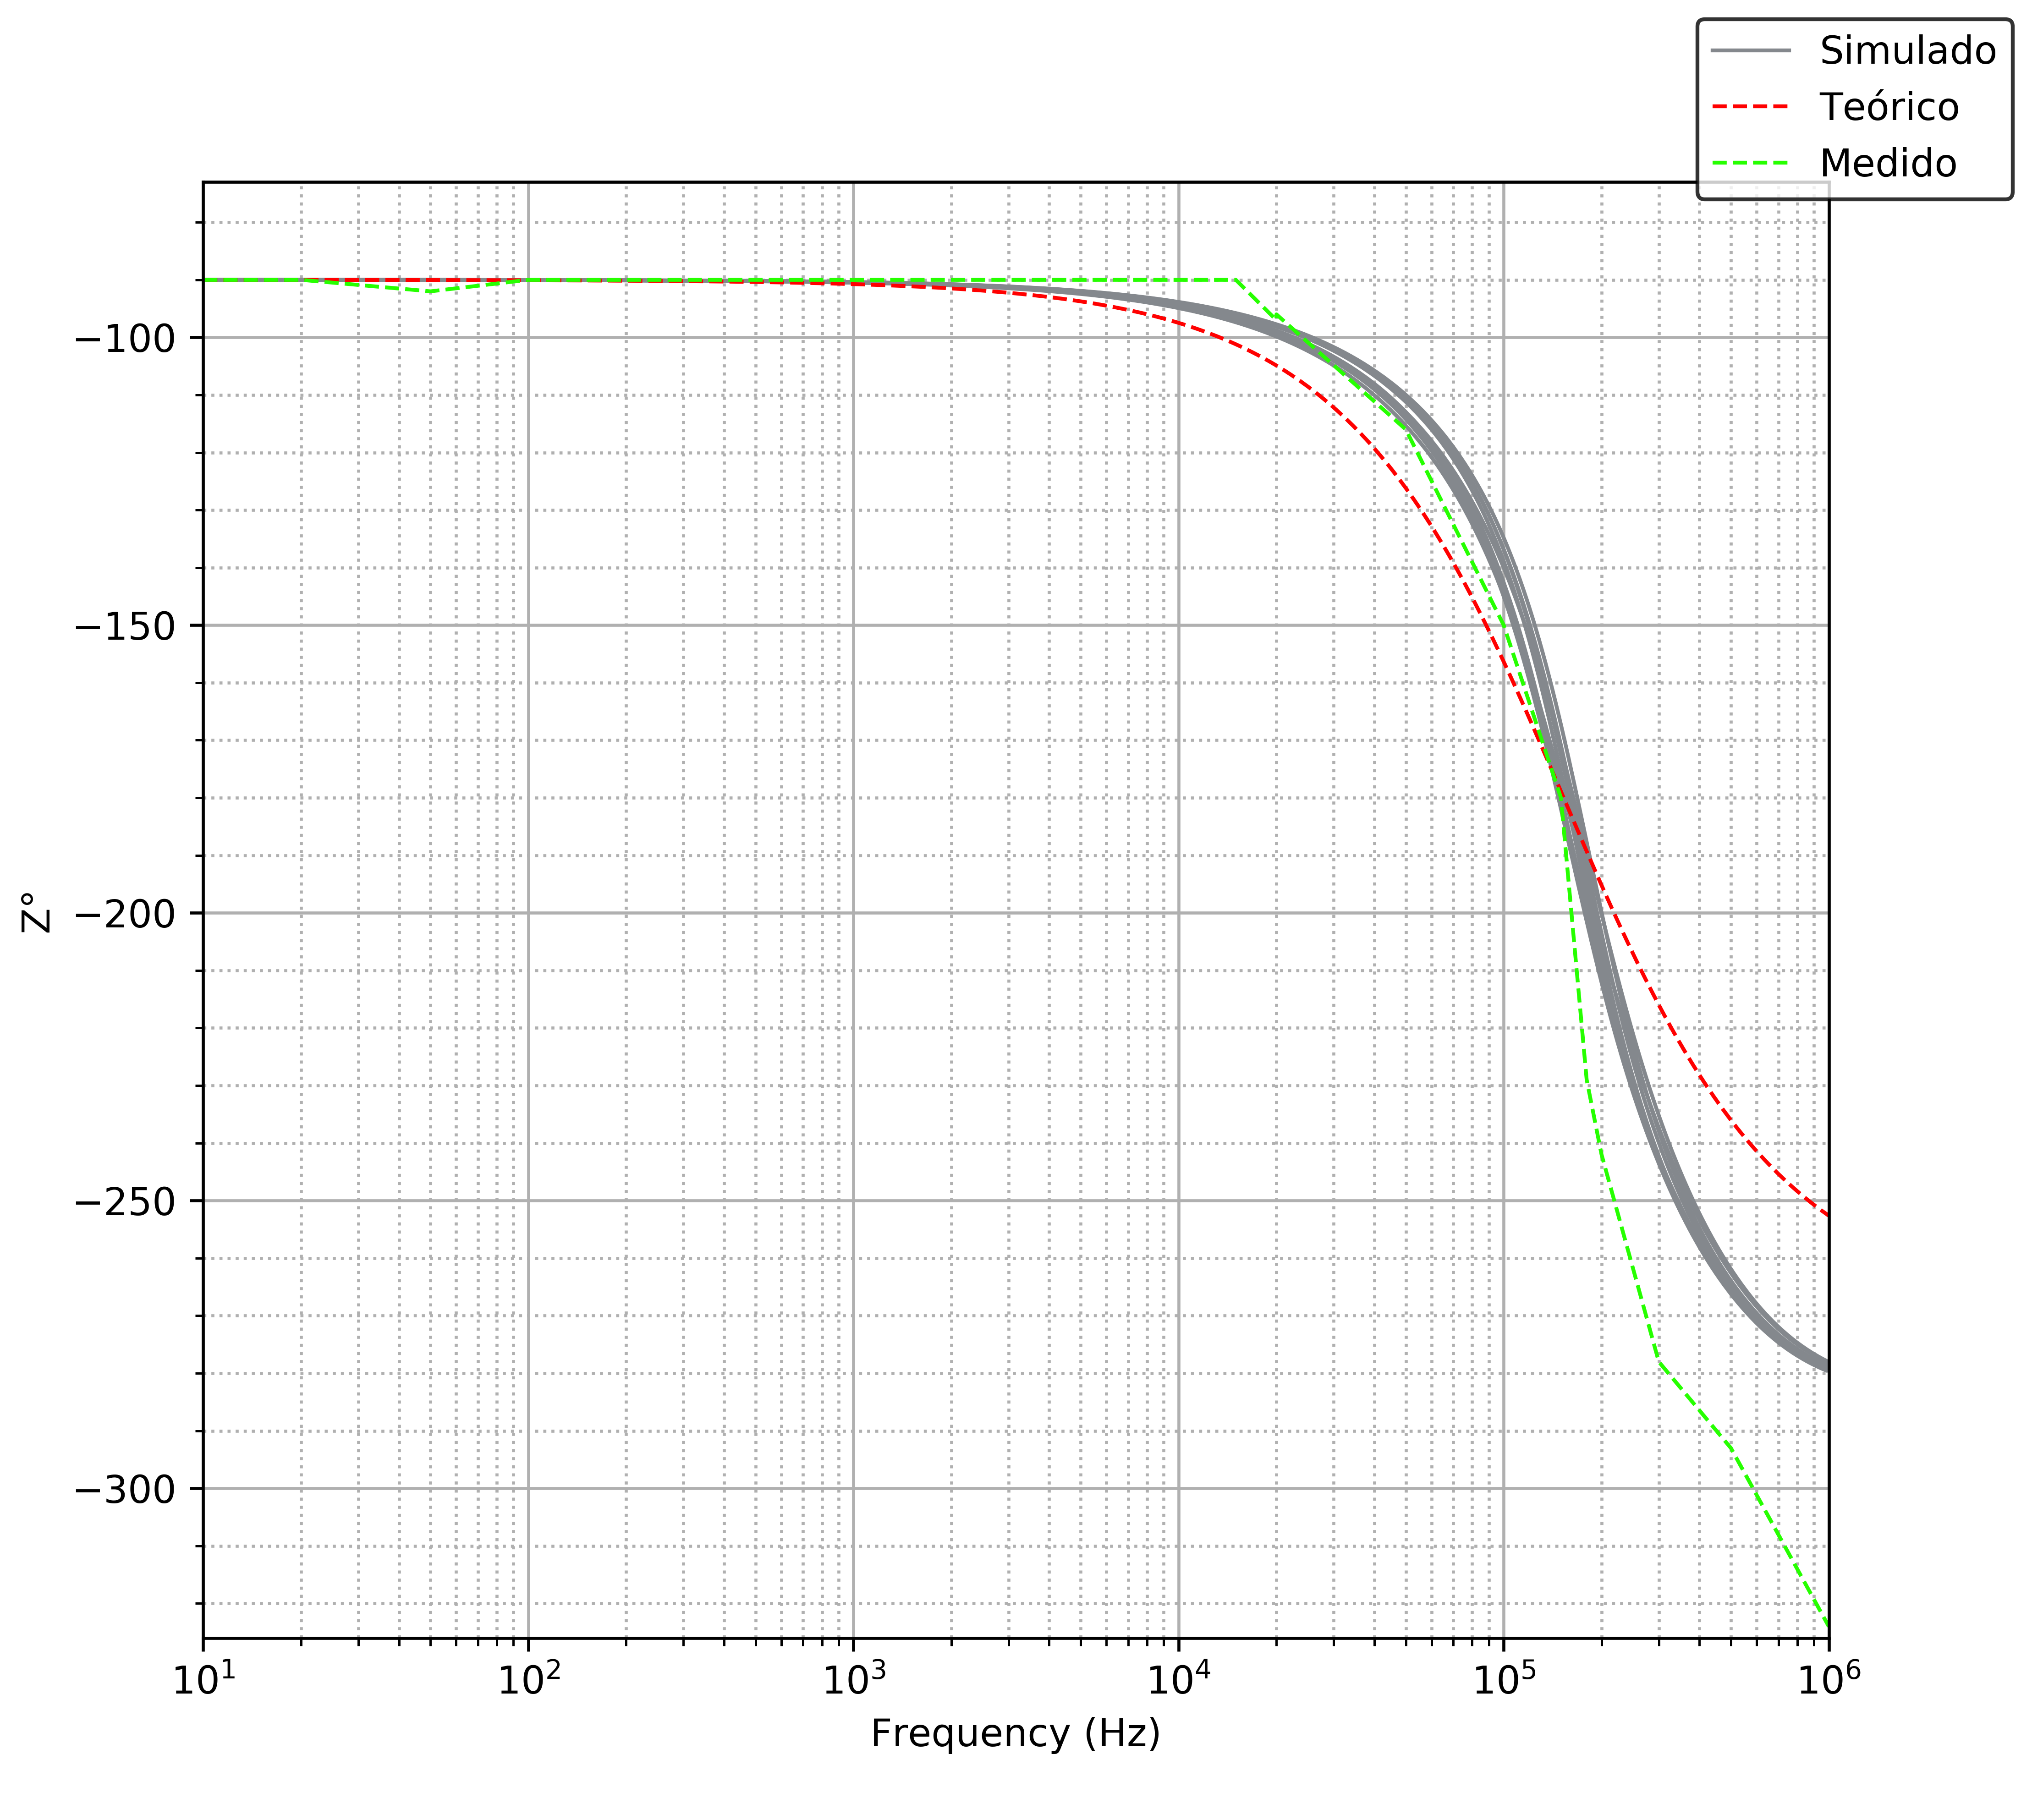 Simulado
Teórico
Medido
−100
−150
−200
−250
−300
Z°
10¹ 10² 10³ 10⁴ 10⁵ 10⁶
Frequency (Hz)